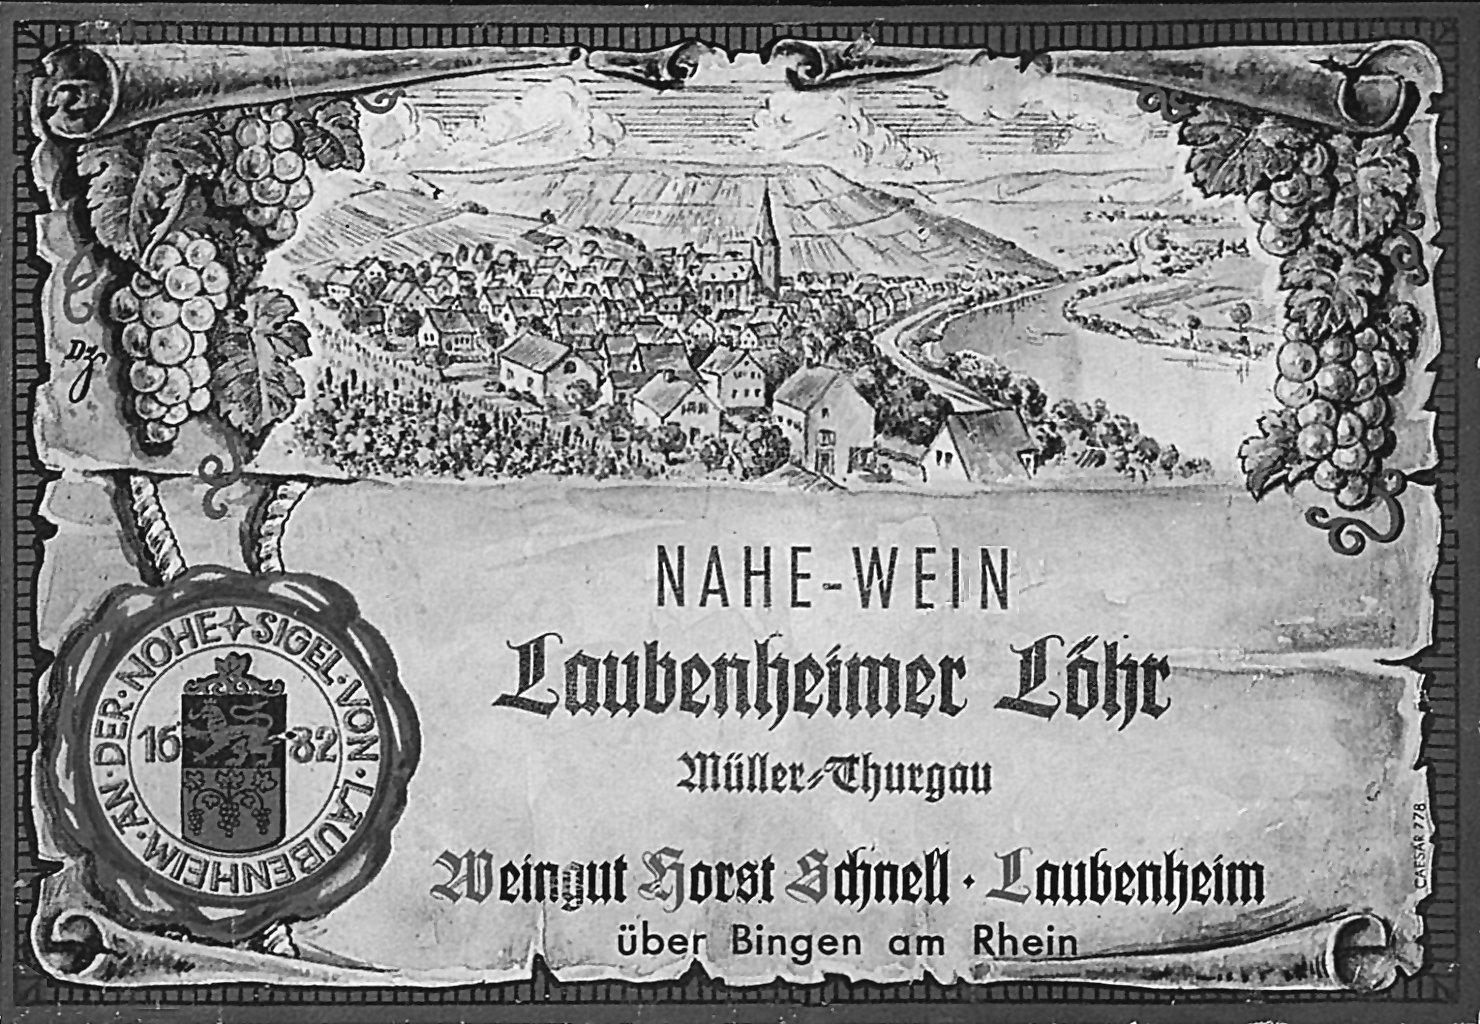 Dz
NAHE-WEIN
Laubenheimer Löhr
Müller-Thurgau
Weingut Horst Schnell · Laubenheim
über Bingen am Rhein
SIGEL·VON·LAUBENHEIM·AN·DER·NOHE
16 82
CAESAR 778